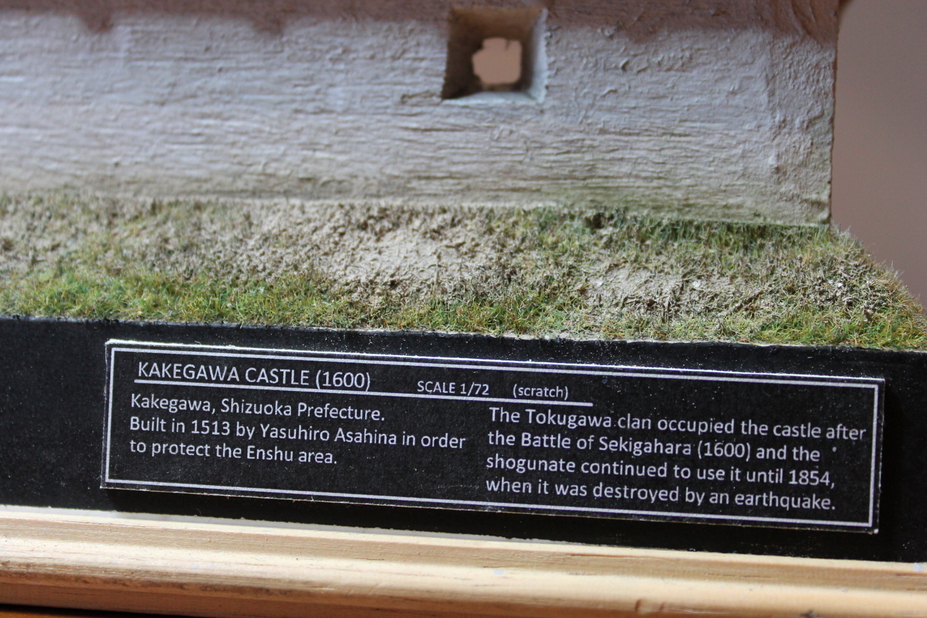 KAKEGAWA CASTLE (1600) SCALE 1/72 (scratch)
Kakegawa, Shizuoka Prefecture.
Built in 1513 by Yasuhiro Asahina in order
to protect the Enshu area.
The Tokugawa clan occupied the castle after
the Battle of Sekigahara (1600) and the
shogunate continued to use it until 1854,
when it was destroyed by an earthquake.